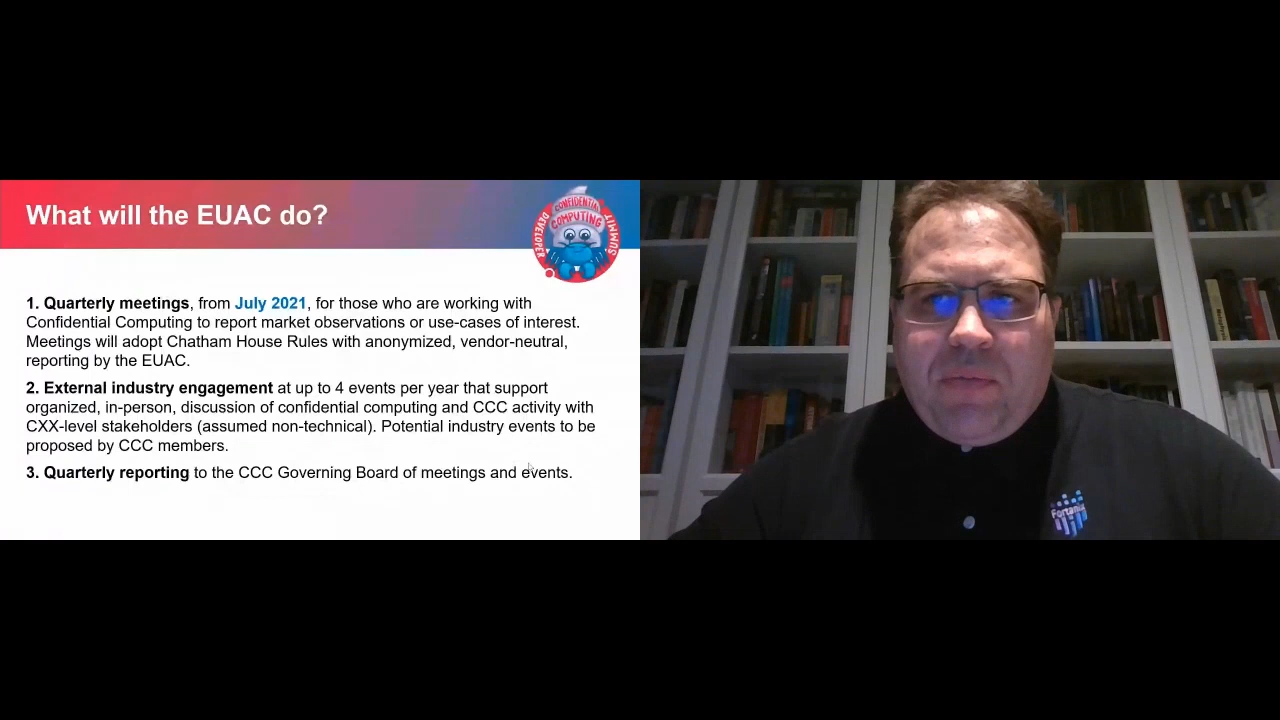 What will the EUAC do?
CONFIDENTIAL
COMPUTING
DEVELOPER
SUMMIT
1. Quarterly meetings, from July 2021, for those who are working with
Confidential Computing to report market observations or use-cases of interest.
Meetings will adopt Chatham House Rules with anonymized, vendor-neutral,
reporting by the EUAC.
2. External industry engagement at up to 4 events per year that support
organized, in-person, discussion of confidential computing and CCC activity with
CXX-level stakeholders (assumed non-technical). Potential industry events to be
proposed by CCC members.
3. Quarterly reporting to the CCC Governing Board of meetings and events.
Fortanix